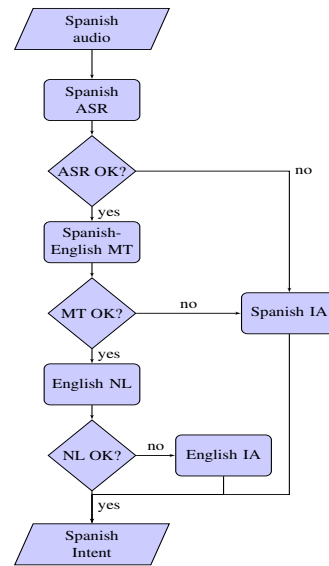 Spanish
audio
Spanish
ASR
ASR OK?
no
yes
Spanish-
English MT
MT OK?
no
Spanish IA
yes
English NL
NL OK?
no
English IA
yes
Spanish
Intent